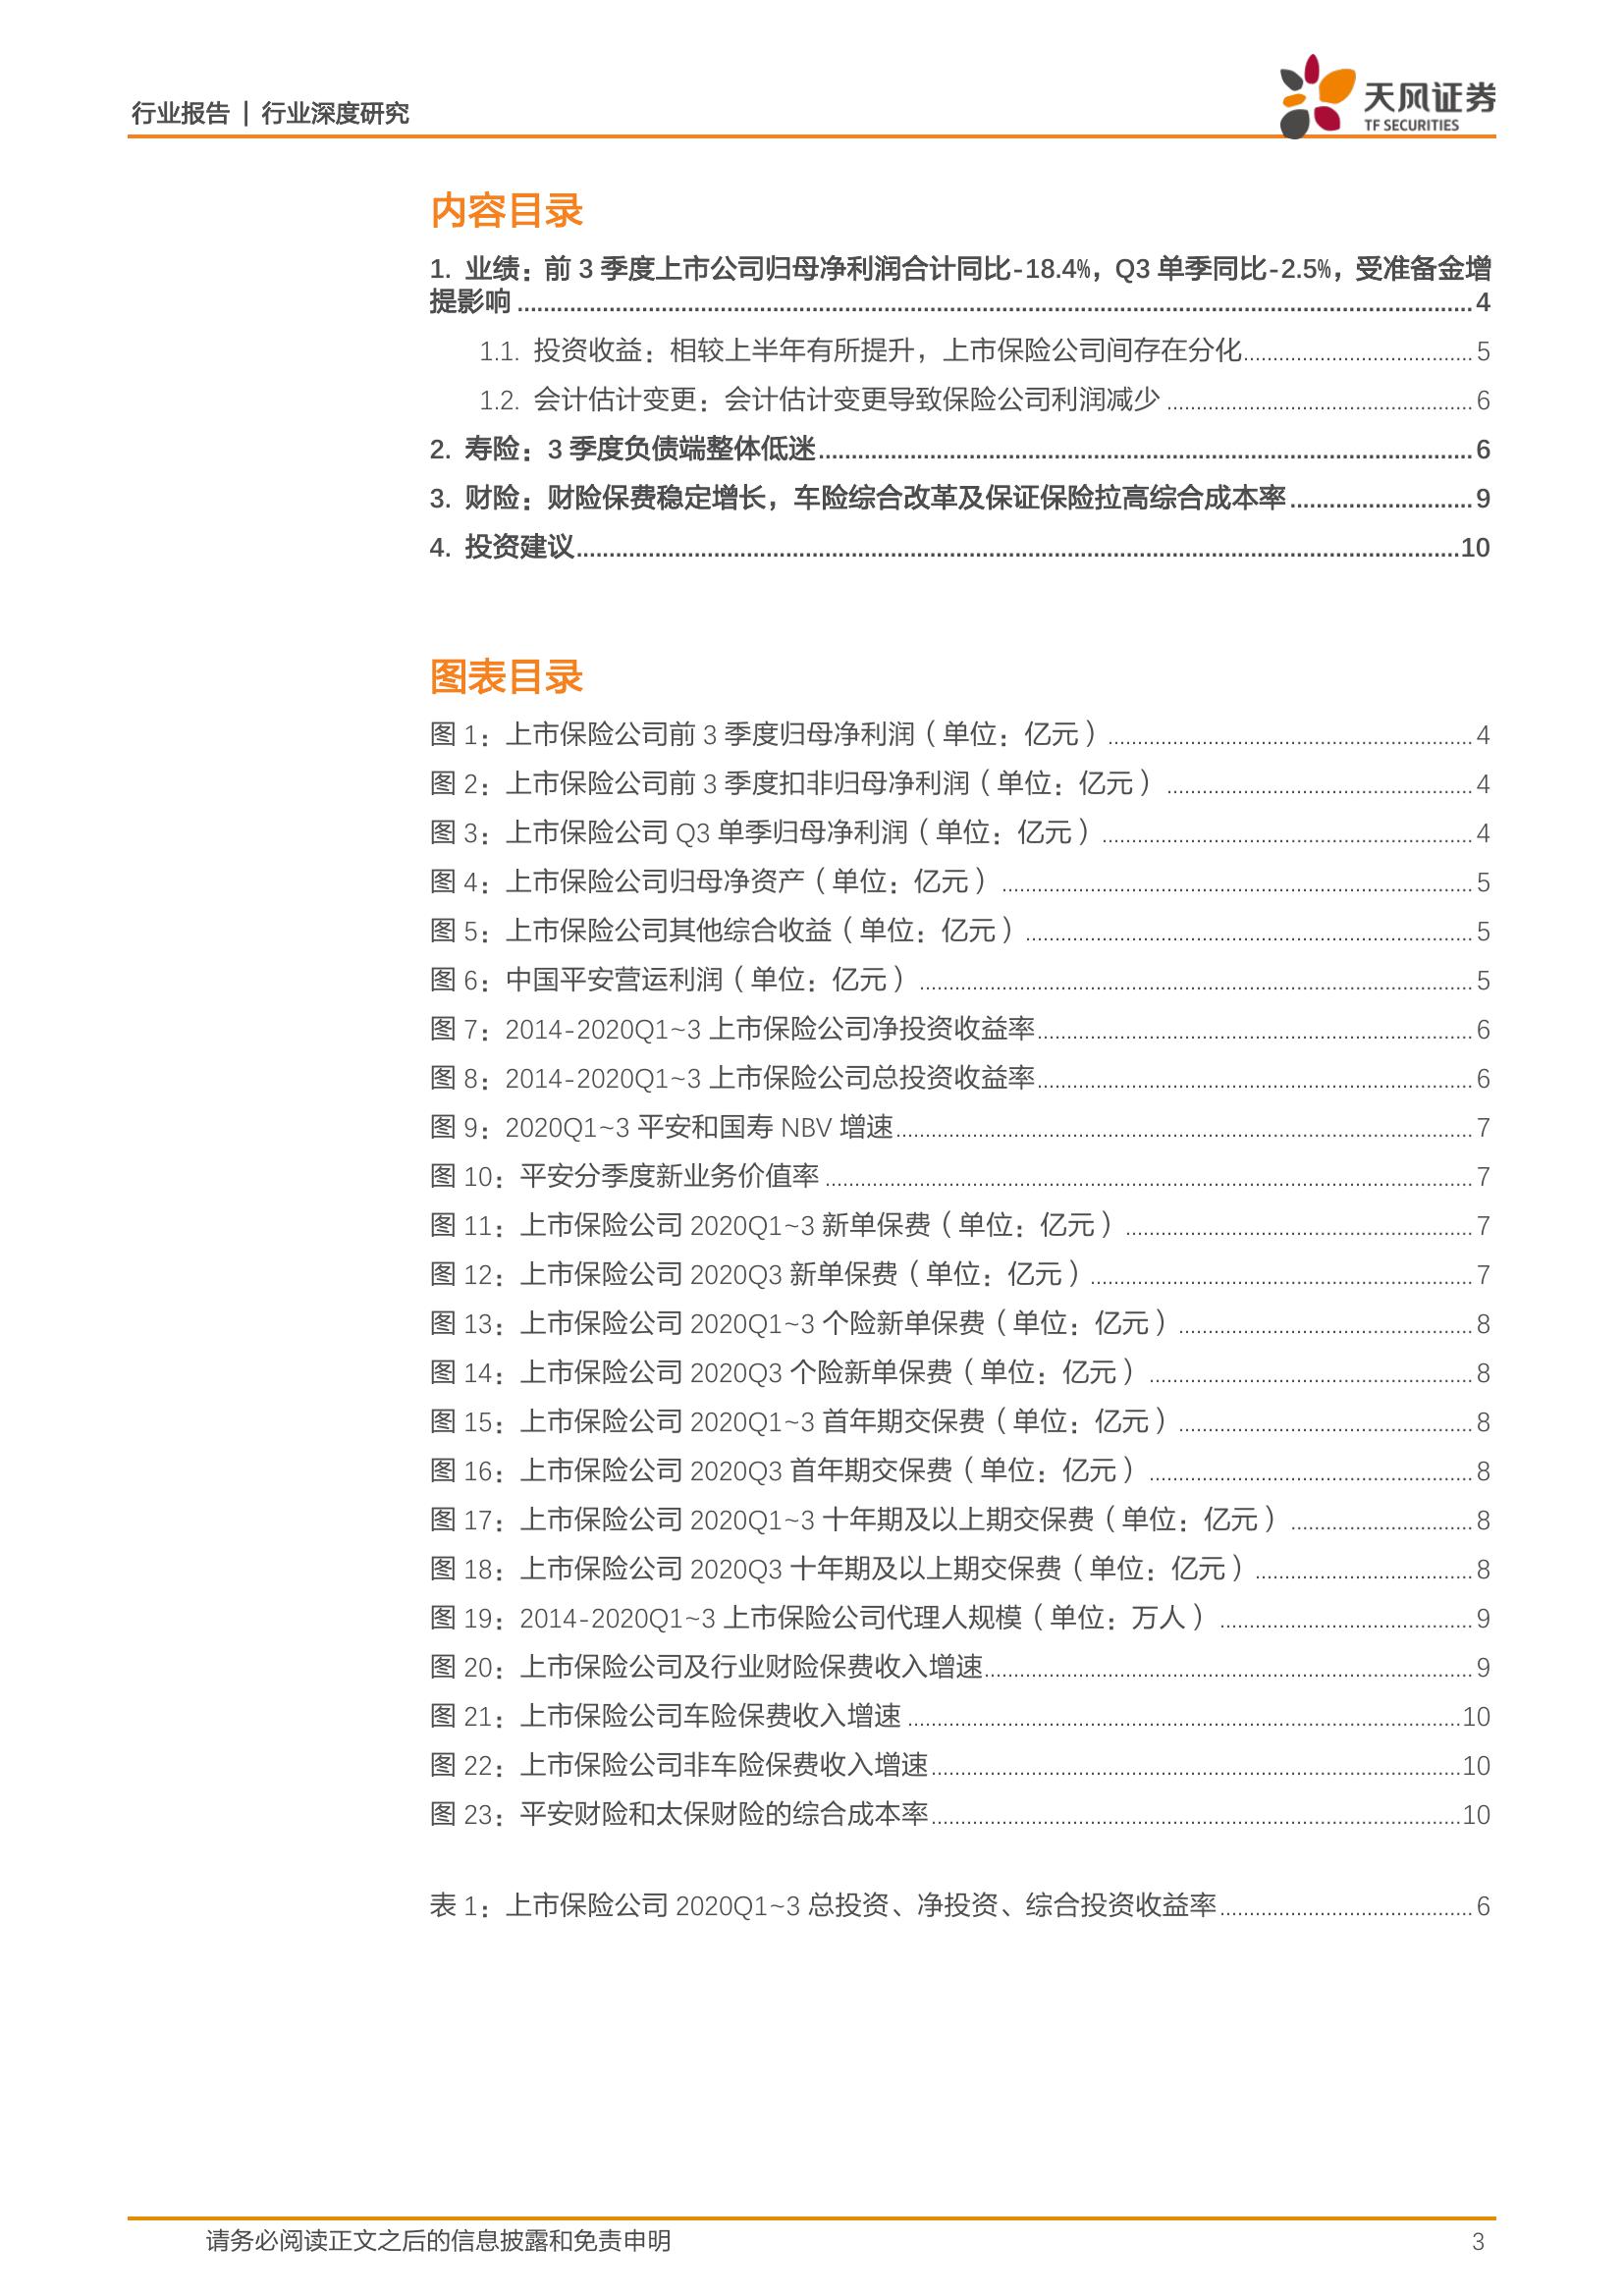 行业报告 | 行业深度研究
天风证券
TF SECURITIES
内容目录
1. 业绩：前 3 季度上市公司归母净利润合计同比-18.4%，Q3 单季同比-2.5%，受准备金增
提影响 4
1.1. 投资收益：相较上半年有所提升，上市保险公司间存在分化 5
1.2. 会计估计变更：会计估计变更导致保险公司利润减少 6
2. 寿险：3 季度负债端整体低迷 6
3. 财险：财险保费稳定增长，车险综合改革及保证保险拉高综合成本率 9
4. 投资建议 10
图表目录
图 1：上市保险公司前 3 季度归母净利润（单位：亿元） 4
图 2：上市保险公司前 3 季度扣非归母净利润（单位：亿元） 4
图 3：上市保险公司 Q3 单季归母净利润（单位：亿元） 4
图 4：上市保险公司归母净资产（单位：亿元） 5
图 5：上市保险公司其他综合收益（单位：亿元） 5
图 6：中国平安营运利润（单位：亿元） 5
图 7：2014-2020Q1~3 上市保险公司净投资收益率 6
图 8：2014-2020Q1~3 上市保险公司总投资收益率 6
图 9：2020Q1~3 平安和国寿 NBV 增速 7
图 10：平安分季度新业务价值率 7
图 11：上市保险公司 2020Q1~3 新单保费（单位：亿元） 7
图 12：上市保险公司 2020Q3 新单保费（单位：亿元） 7
图 13：上市保险公司 2020Q1~3 个险新单保费（单位：亿元） 8
图 14：上市保险公司 2020Q3 个险新单保费（单位：亿元） 8
图 15：上市保险公司 2020Q1~3 首年期交保费（单位：亿元） 8
图 16：上市保险公司 2020Q3 首年期交保费（单位：亿元） 8
图 17：上市保险公司 2020Q1~3 十年期及以上期交保费（单位：亿元） 8
图 18：上市保险公司 2020Q3 十年期及以上期交保费（单位：亿元） 8
图 19：2014-2020Q1~3 上市保险公司代理人规模（单位：万人） 9
图 20：上市保险公司及行业财险保费收入增速 9
图 21：上市保险公司车险保费收入增速 10
图 22：上市保险公司非车险保费收入增速 10
图 23：平安财险和太保财险的综合成本率 10
表 1：上市保险公司 2020Q1~3 总投资、净投资、综合投资收益率 6
请务必阅读正文之后的信息披露和免责申明 3